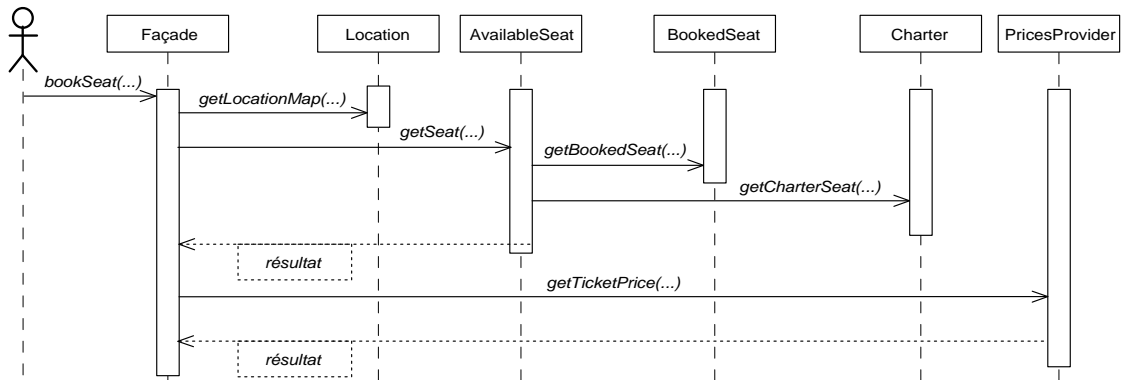 Façade
Location
AvailableSeat
BookedSeat
Charter
PricesProvider
bookSeat(...)
getLocationMap(...)
getSeat(...)
getBookedSeat(...)
getCharterSeat(...)
résultat
getTicketPrice(...)
résultat